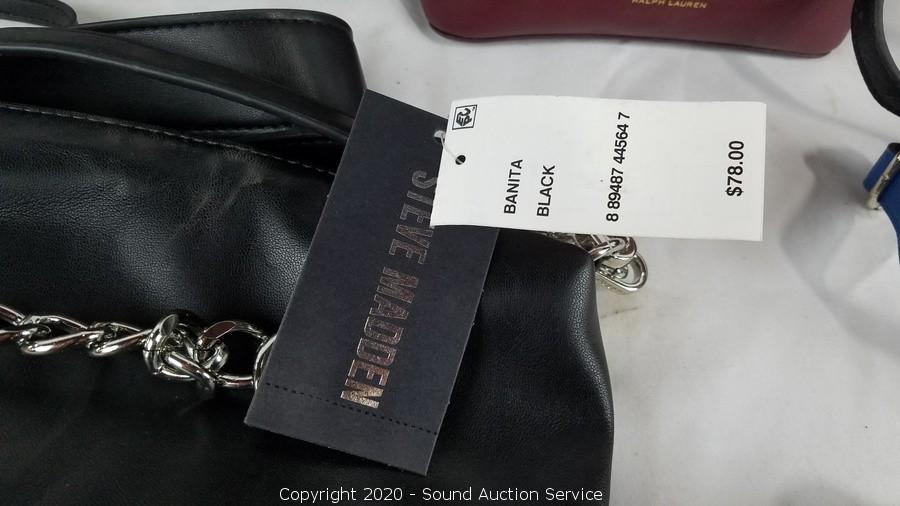 RALPH LAUREN
STEVE MADDEN
BANITA
BLACK
8 89487 44564 7
$78.00
Copyright 2020 - Sound Auction Service